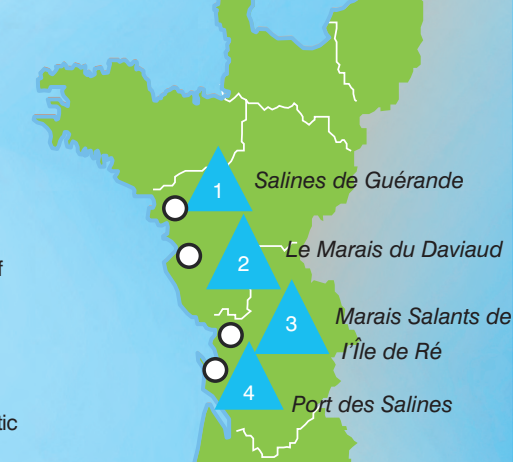 1
Salines de Guérande
2
Le Marais du Daviaud
f
3
Marais Salants de
l'Île de Ré
4
Port des Salines
tic